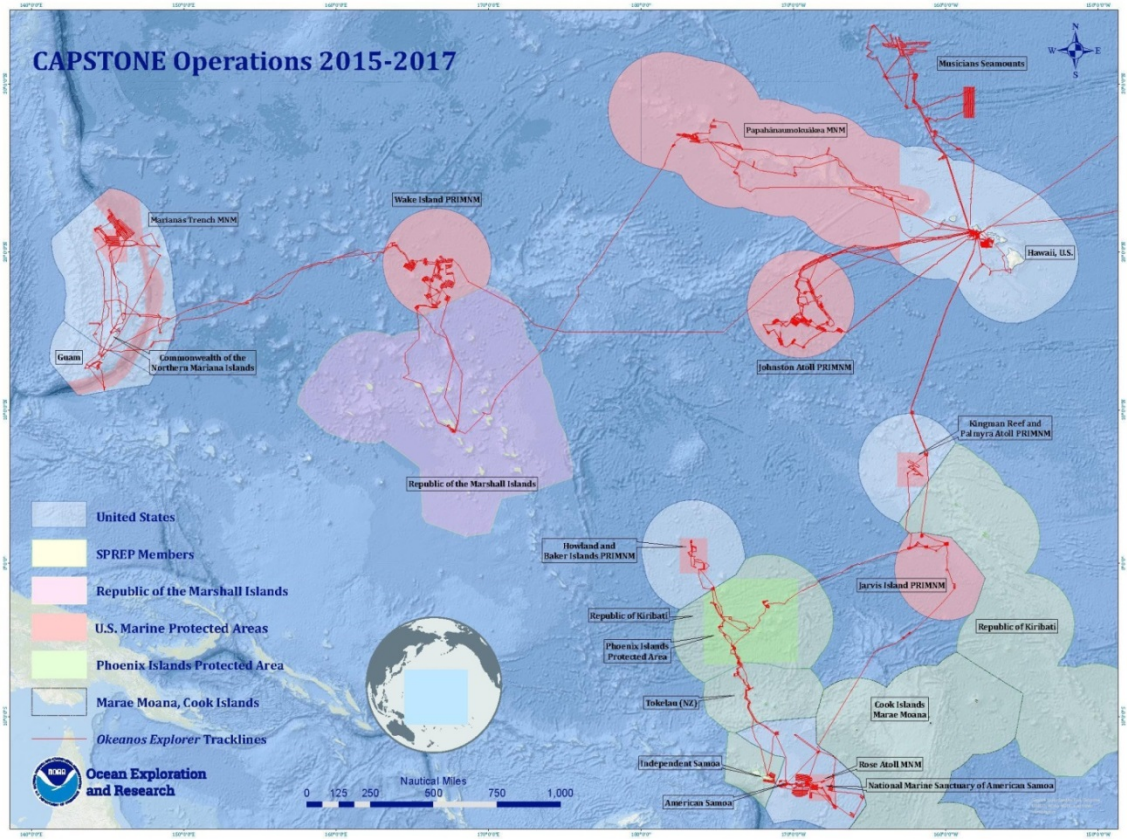 CAPSTONE Operations 2015-2017
N
W
E
S
Musicians Seamounts
Papahānaumokuākea MNM
Wake Island PRIMNM
Marianas Trench MNM
Hawaii, U.S.
Guam
Commonwealth of the
Northern Mariana Islands
Johnston Atoll PRIMNM
Kingman Reef and
Palmyra Atoll PRIMNM
Republic of the Marshall Islands
Howland and
Baker Islands PRIMNM
Jarvis Island PRIMNM
Republic of Kiribati
Republic of Kiribati
Phoenix Islands
Protected Area
Tokelau (NZ)
Cook Islands
Marae Moana
Independent Samoa
Rose Atoll MNM
National Marine Sanctuary of American Samoa
American Samoa
United States
SPREP Members
Republic of the Marshall Islands
U.S. Marine Protected Areas
Phoenix Islands Protected Area
Marae Moana, Cook Islands
Okeanos Explorer Tracklines
NOAA
Ocean Exploration
and Research
Nautical Miles
0 125 250 500 750 1,000